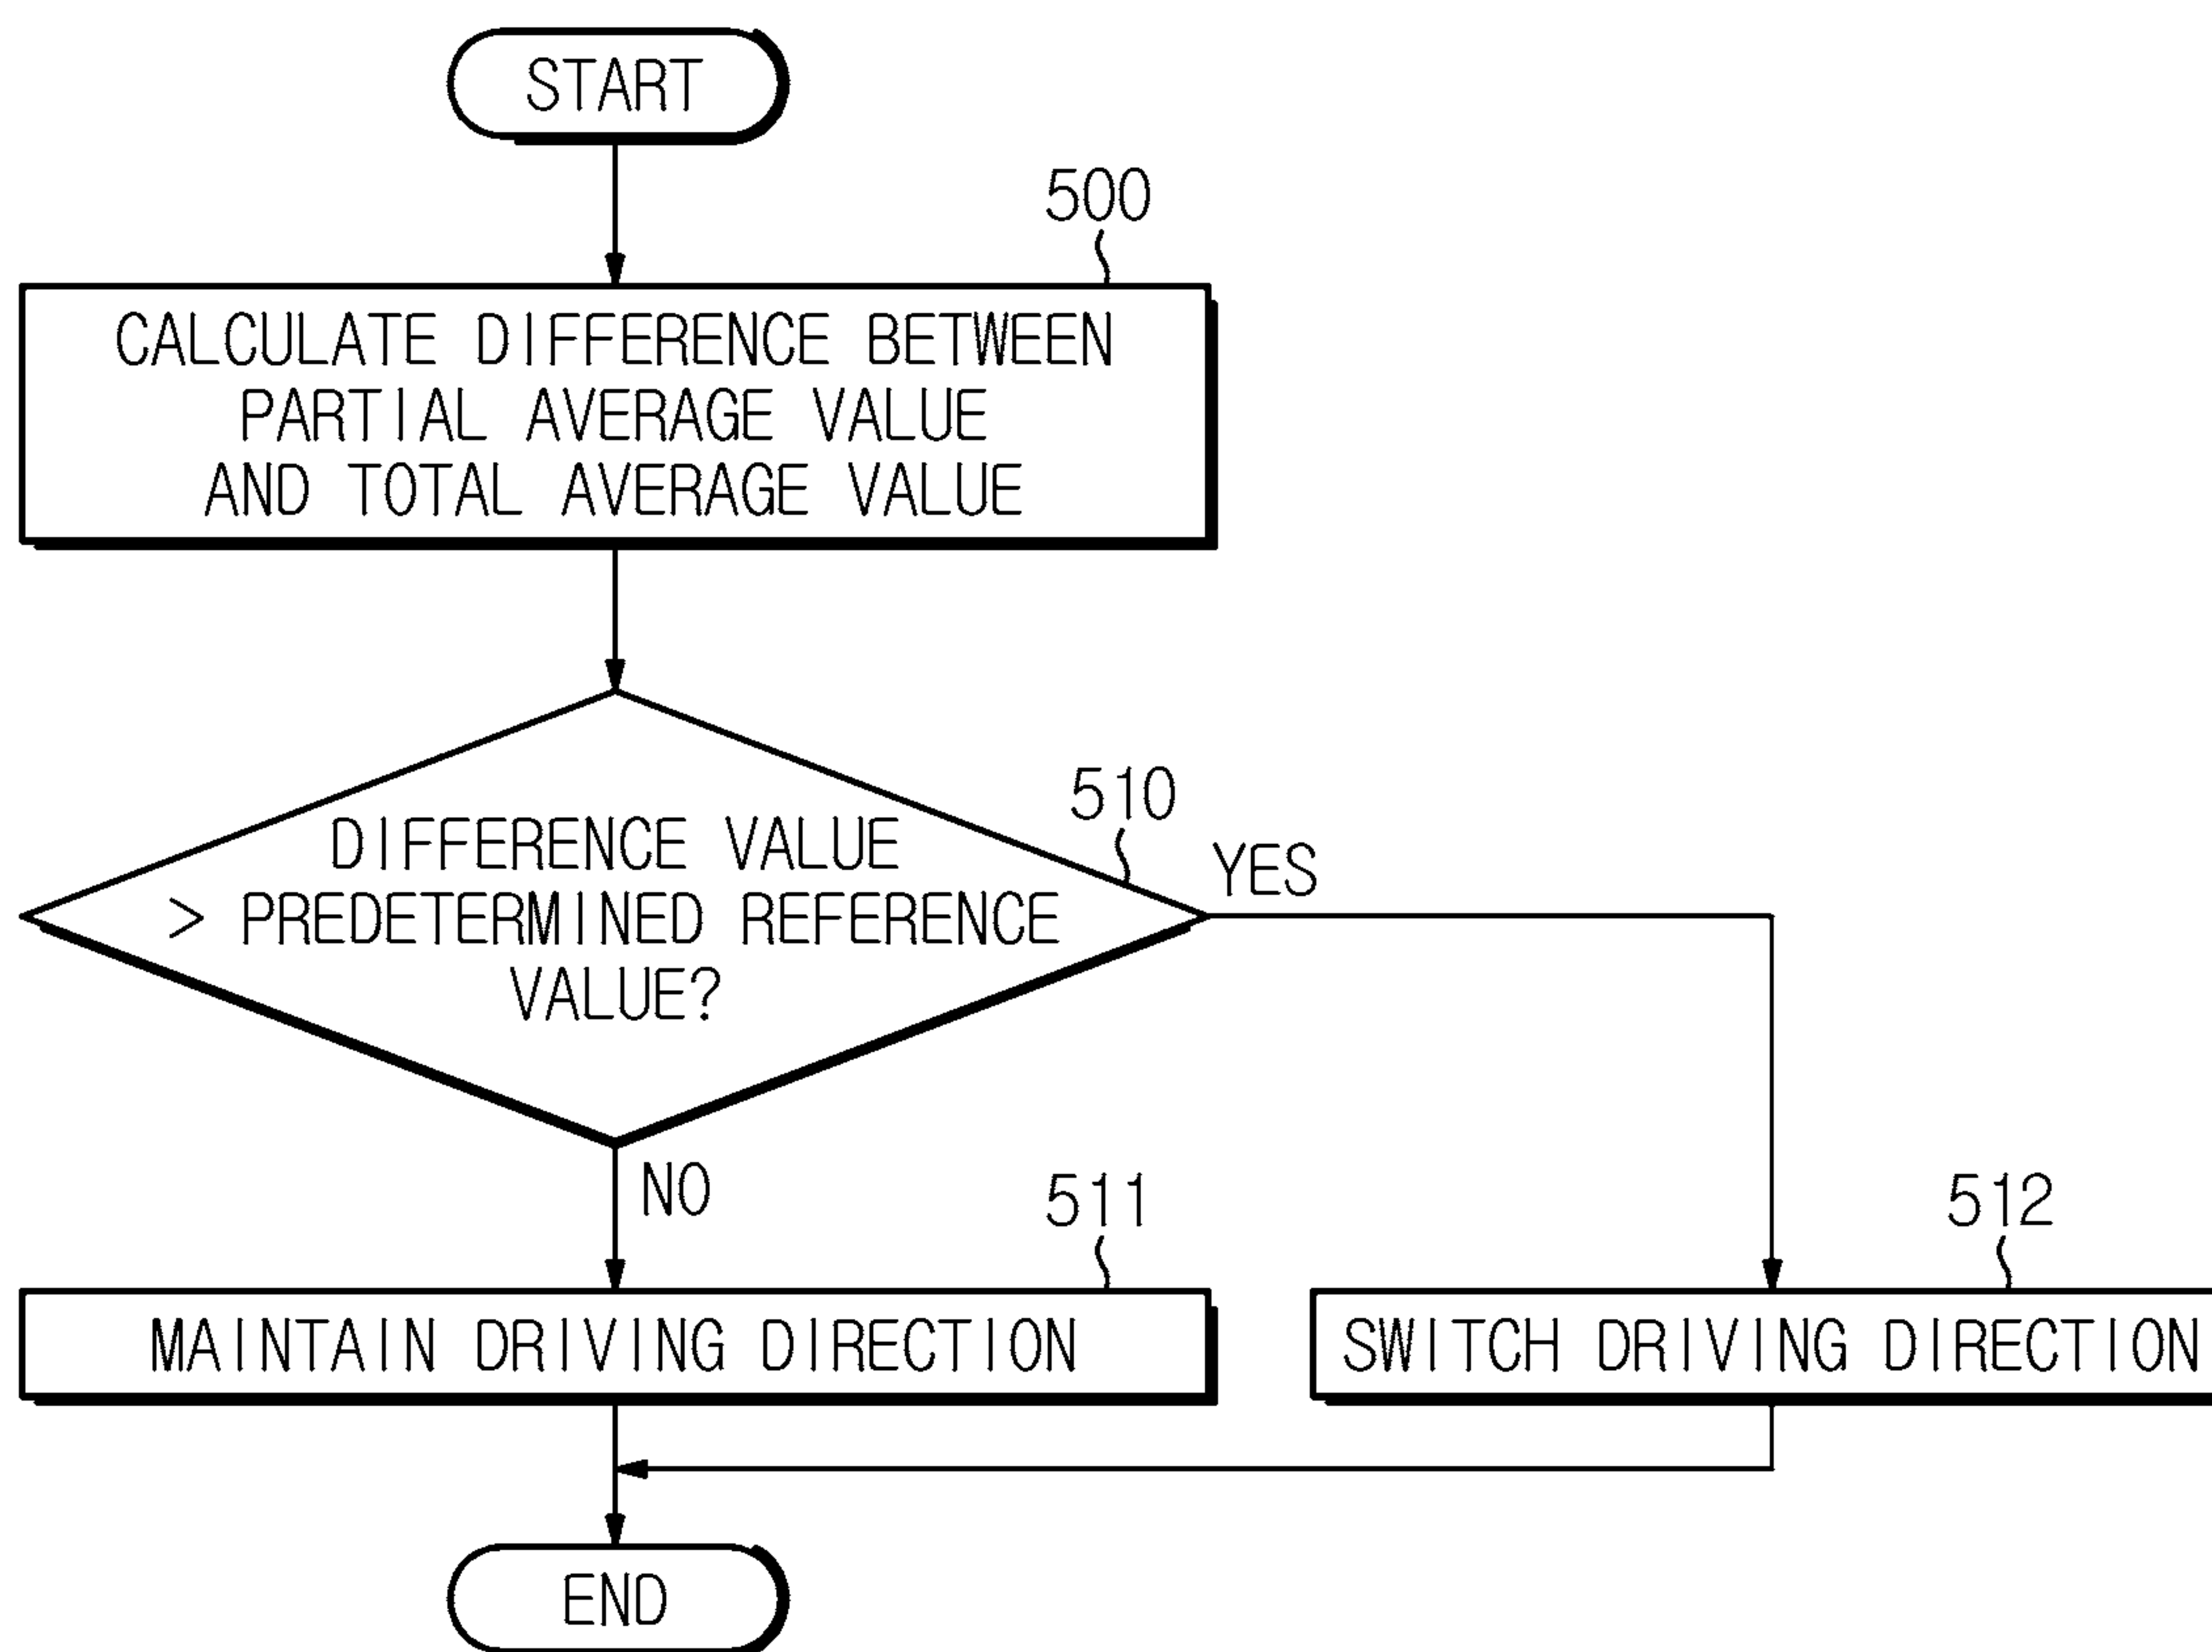 START
500
CALCULATE DIFFERENCE BETWEEN
PARTIAL AVERAGE VALUE
AND TOTAL AVERAGE VALUE
510
DIFFERENCE VALUE
> PREDETERMINED REFERENCE
VALUE?
YES
NO
511
MAINTAIN DRIVING DIRECTION
512
SWITCH DRIVING DIRECTION
END